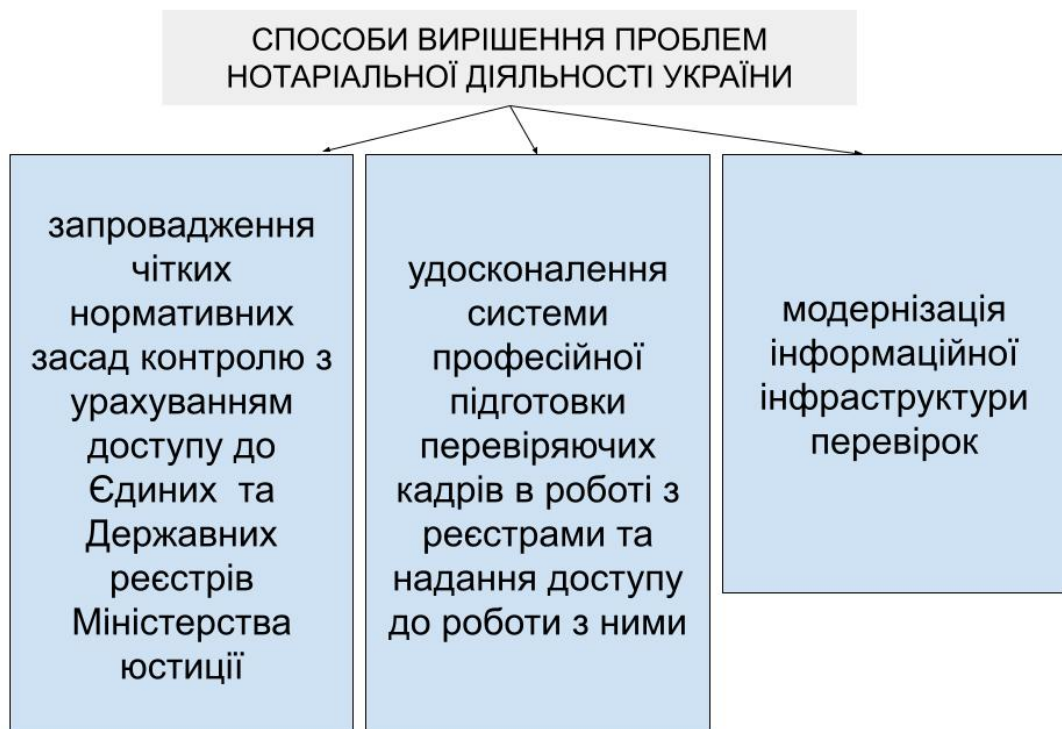 СПОСОБИ ВИРІШЕННЯ ПРОБЛЕМ
НОТАРІАЛЬНОЇ ДІЯЛЬНОСТІ УКРАЇНИ
запровадження
чітких
нормативних
засад контролю з
урахуванням
доступу до
Єдиних та
Державних
реєстрів
Міністерства
юстиції
удосконалення
системи
професійної
підготовки
перевіряючих
кадрів в роботі з
реєстрами та
надання доступу
до роботи з ними
модернізація
інформаційної
інфраструктури
перевірок